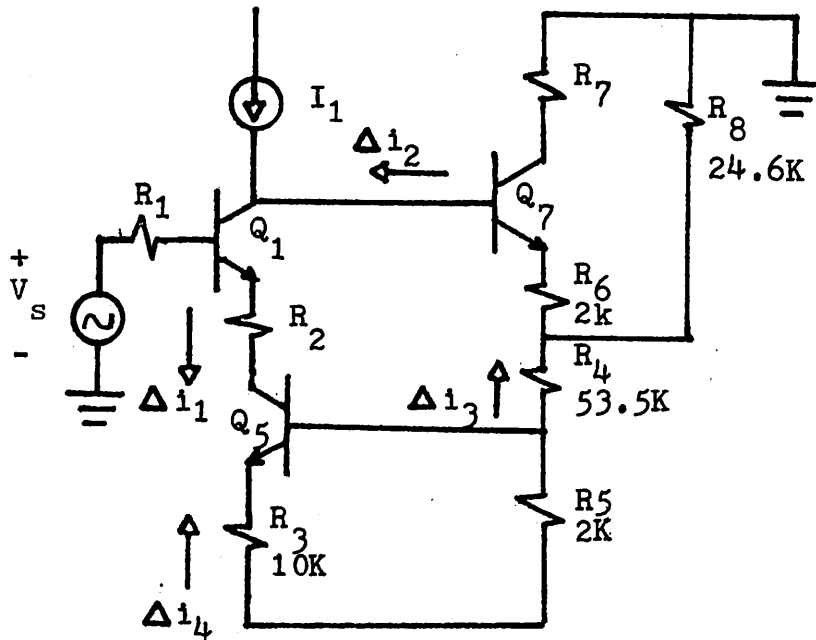 I1
R7
R8
24.6K
Δi2
R1
Q1
Q7
+
Vs
-
R6
2k
R2
R4
53.5K
Δi1
Δi3
Q5
R5
2K
R3
10K
Δi4